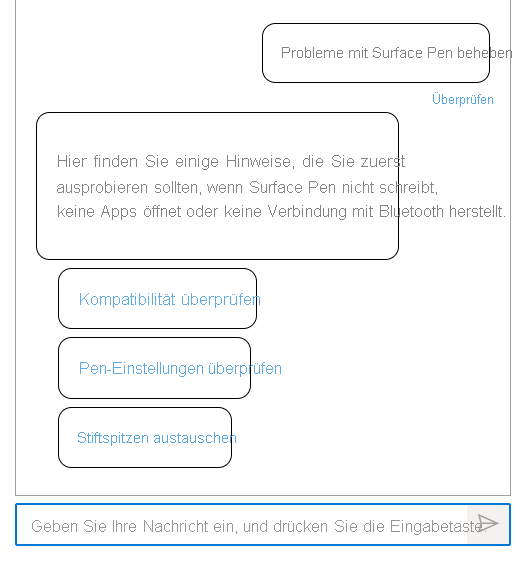 Probleme mit Surface Pen beheben
Überprüfen
Hier finden Sie einige Hinweise, die Sie zuerst
ausprobieren sollten, wenn Surface Pen nicht schreibt,
keine Apps öffnet oder keine Verbindung mit Bluetooth herstellt.
Kompatibilität überprüfen
Pen-Einstellungen überprüfen
Stiftspitzen austauschen
Geben Sie Ihre Nachricht ein, und drücken Sie die Eingabetaste.